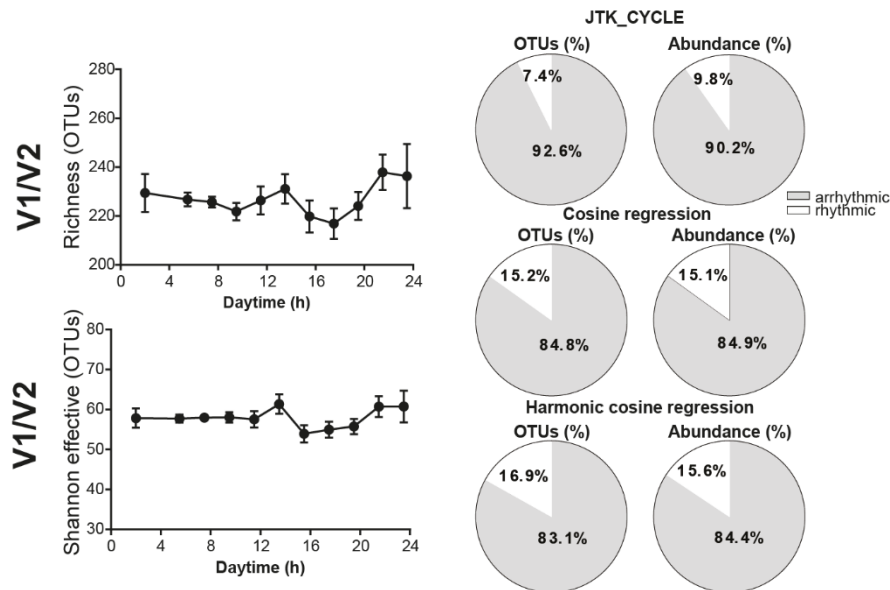 V1/V2
Richness (OTUs)
280
260
240
220
200
0 4 8 12 16 20 24
Daytime (h)
V1/V2
Shannon effective (OTUs)
80
70
60
50
40
30
0 4 8 12 16 20 24
Daytime (h)
JTK_CYCLE
OTUs (%) Abundance (%)
7.4% 9.8%
92.6% 90.2%
arrhythmic
rhythmic
Cosine regression
OTUs (%) Abundance (%)
15.2% 15.1%
84.8% 84.9%
Harmonic cosine regression
OTUs (%) Abundance (%)
16.9% 15.6%
83.1% 84.4%